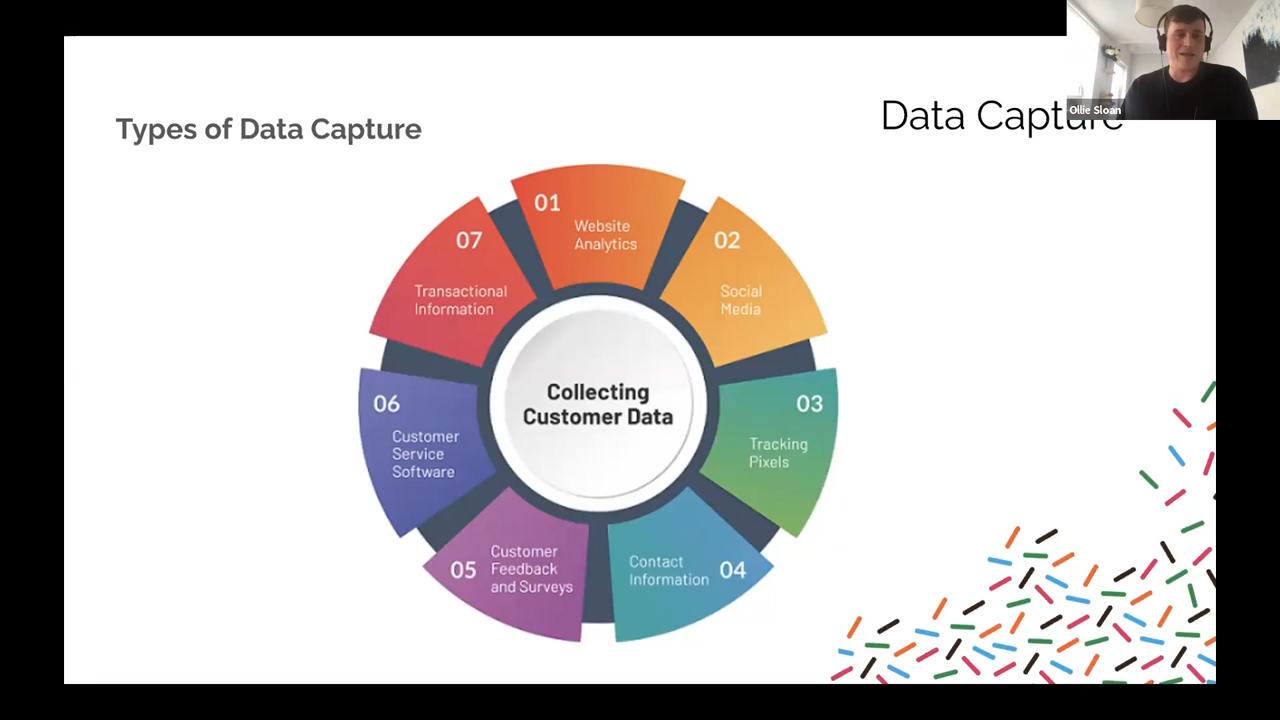 Types of Data Capture
Data Capture
Ollie Sloan
01
Website
Analytics
02
Social
Media
03
Tracking
Pixels
04
Contact
Information
05
Customer
Feedback
and Surveys
06
Customer
Service
Software
07
Transactional
Information
Collecting
Customer Data